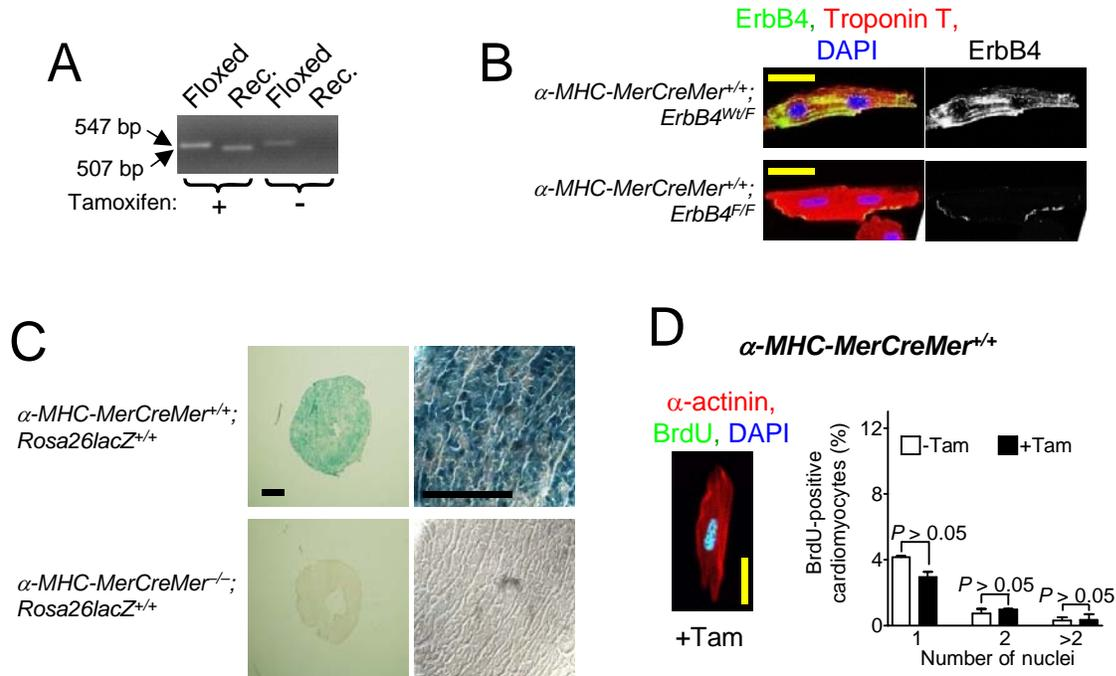 A
Floxed
Rec.
Floxed
Rec.
547 bp
507 bp
Tamoxifen:
+
-
B
ErbB4, Troponin T,
DAPI
ErbB4
α-MHC-MerCreMer+/+;
ErbB4Wt/F
α-MHC-MerCreMer+/+;
ErbB4F/F
C
α-MHC-MerCreMer+/+;
Rosa26lacZ+/+
α-MHC-MerCreMer−/−;
Rosa26lacZ+/+
D
α-MHC-MerCreMer+/+
α-actinin,
BrdU, DAPI
+Tam
BrdU-positive
cardiomyocytes (%)
12
8
4
0
-Tam
+Tam
P > 0.05
P > 0.05
P > 0.05
1
2
>2
Number of nuclei